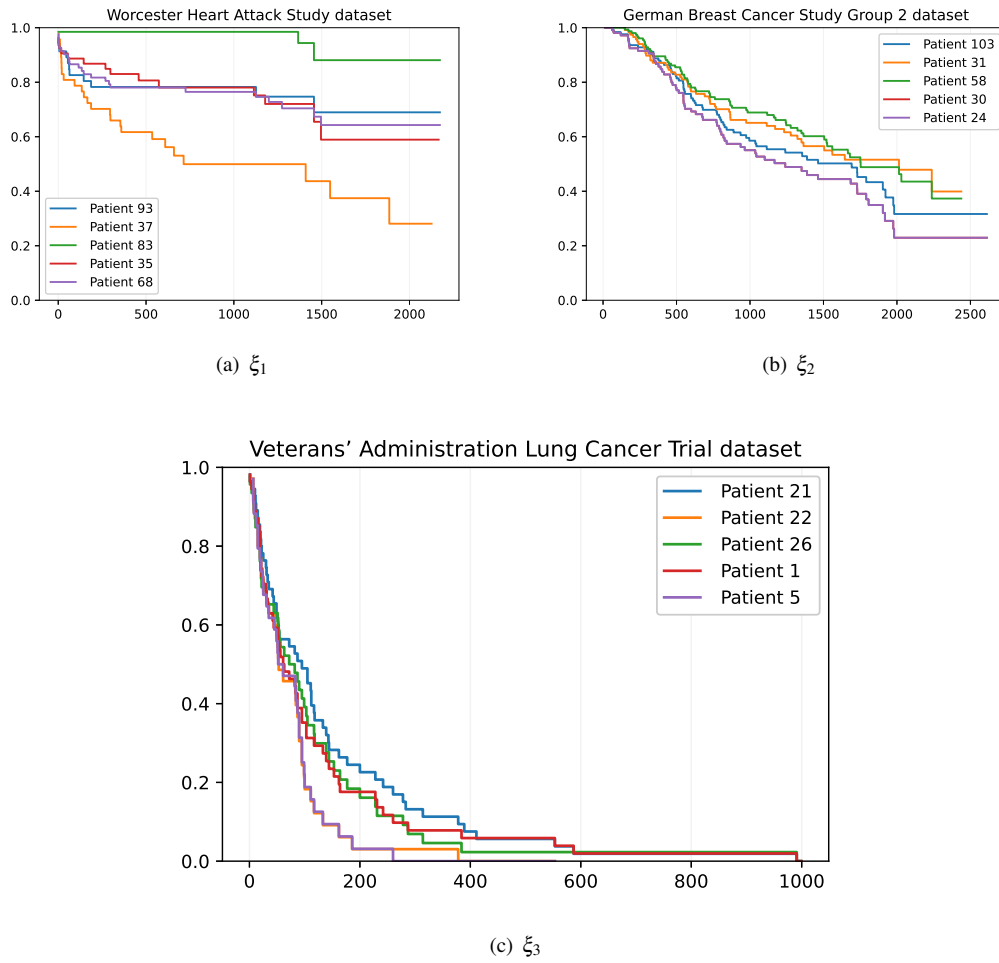 Worcester Heart Attack Study dataset
1.0
0.8
0.6
0.4
0.2
0.0
Patient 93
Patient 37
Patient 83
Patient 35
Patient 68
0 500 1000 1500 2000
(a) ξ1
German Breast Cancer Study Group 2 dataset
1.0
0.8
0.6
0.4
0.2
0.0
Patient 103
Patient 31
Patient 58
Patient 30
Patient 24
0 500 1000 1500 2000 2500
(b) ξ2
Veterans’ Administration Lung Cancer Trial dataset
1.0
0.8
0.6
0.4
0.2
0.0
Patient 21
Patient 22
Patient 26
Patient 1
Patient 5
0 200 400 600 800 1000
(c) ξ3